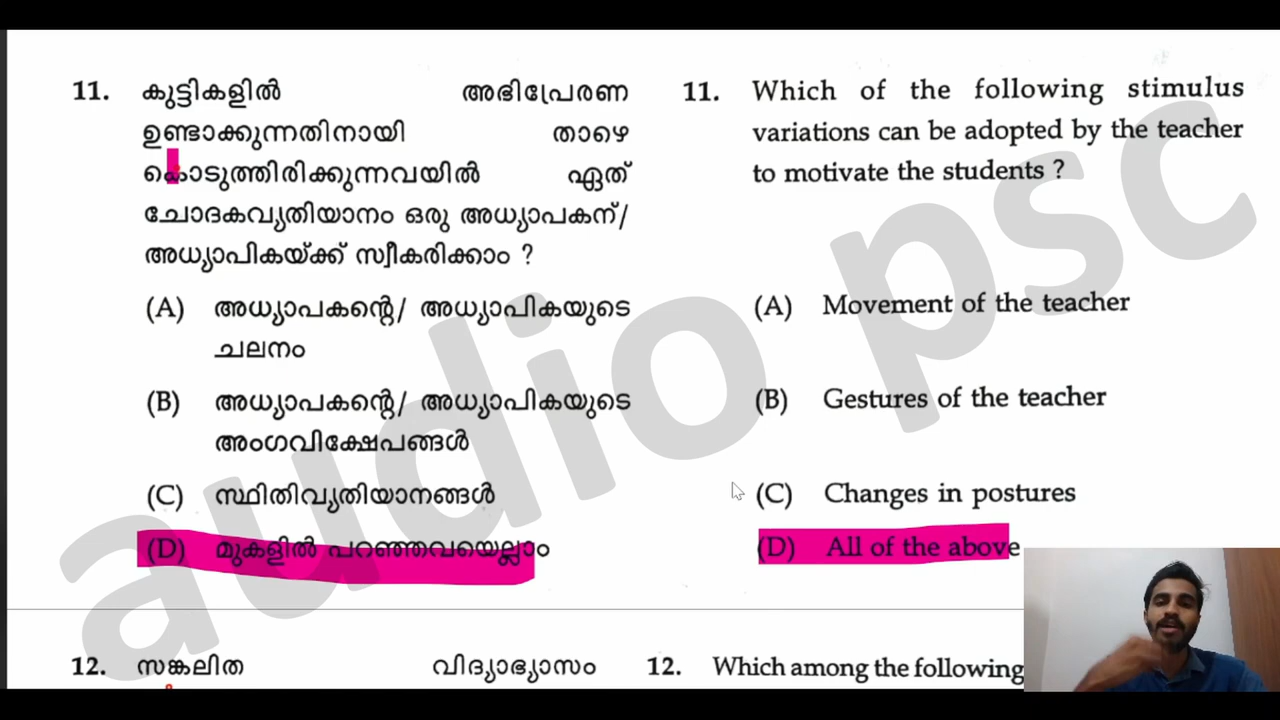 11. കുട്ടികളിൽ അഭിപ്രേരണ
ഉണ്ടാക്കുന്നതിനായി താഴെ
കൊടുത്തിരിക്കുന്നവയിൽ ഏത്
ചോദകവ്യതിയാനം ഒരു അധ്യാപകന്/
അധ്യാപികയ്ക്ക് സ്വീകരിക്കാം ?
(A) അധ്യാപകന്റെ/ അധ്യാപികയുടെ
ചലനം
(B) അധ്യാപകന്റെ/ അധ്യാപികയുടെ
അംഗവിക്ഷേപങ്ങൾ
(C) സ്ഥിതിവ്യതിയാനങ്ങൾ
(D) മുകളിൽ പറഞ്ഞവയെല്ലാം
12. സങ്കലിത വിദ്യാഭ്യാസം
11. Which of the following stimulus
variations can be adopted by the teacher
to motivate the students ?
(A) Movement of the teacher
(B) Gestures of the teacher
(C) Changes in postures
(D) All of the above
12. Which among the following
audio psc